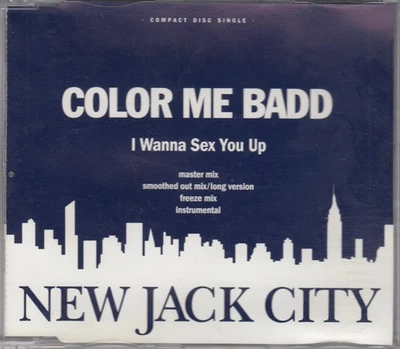 · COMPACT DISC SINGLE ·
COLOR ME BADD
I Wanna Sex You Up
master mix
smoothed out mix/long version
freeze mix
instrumental
NEW JACK CITY